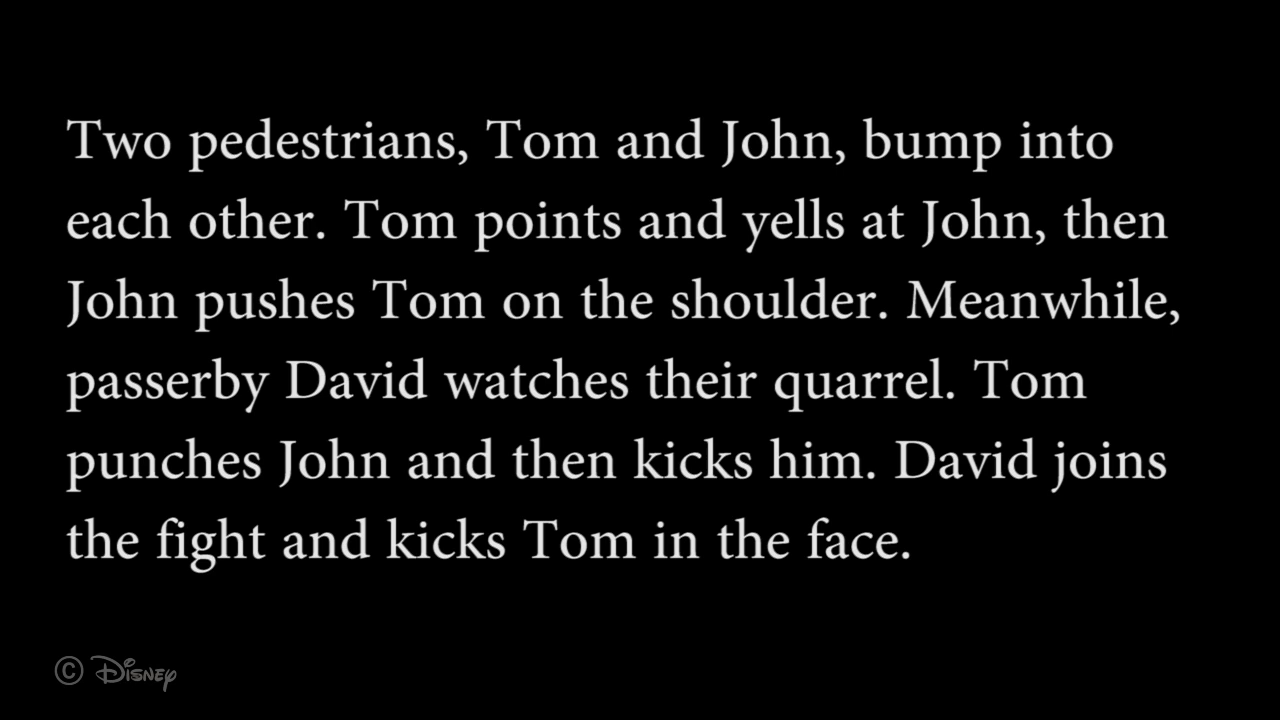 Two pedestrians, Tom and John, bump into
each other. Tom points and yells at John, then
John pushes Tom on the shoulder. Meanwhile,
passerby David watches their quarrel. Tom
punches John and then kicks him. David joins
the fight and kicks Tom in the face.
© Disney